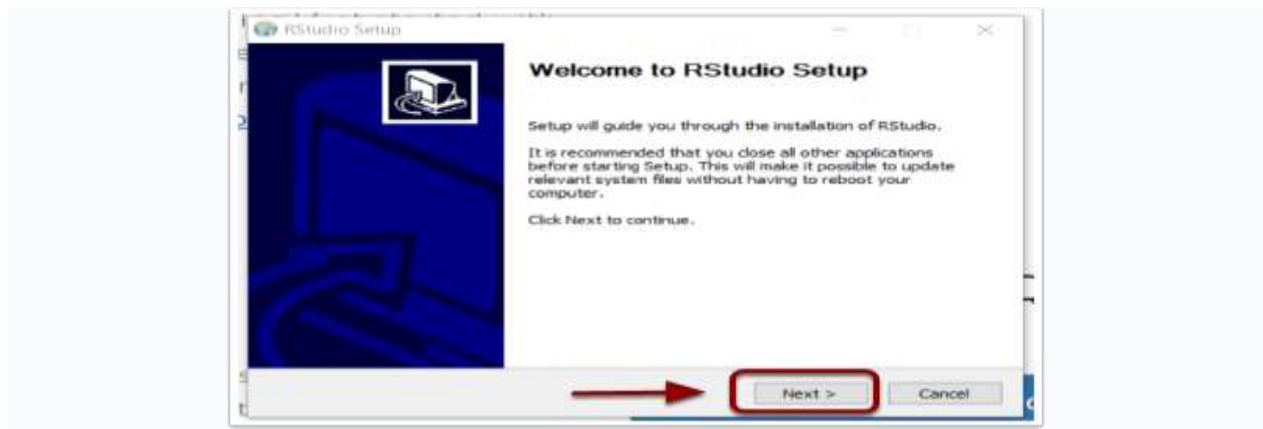 RStudio Setup
Welcome to RStudio Setup
Setup will guide you through the installation of RStudio.
It is recommended that you close all other applications
before starting Setup. This will make it possible to update
relevant system files without having to reboot your
computer.
Click Next to continue.
Next >
Cancel